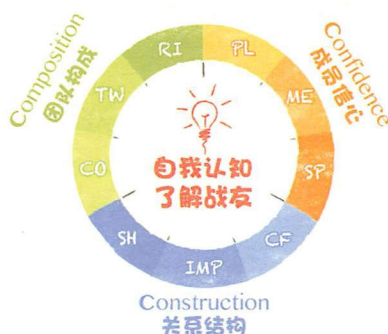 Composition
团队构成
Confidence
成员信心
RI
PL
TW
ME
CO
SP
SH
CF
IMP
自我认知
了解战友
Construction
关系结构